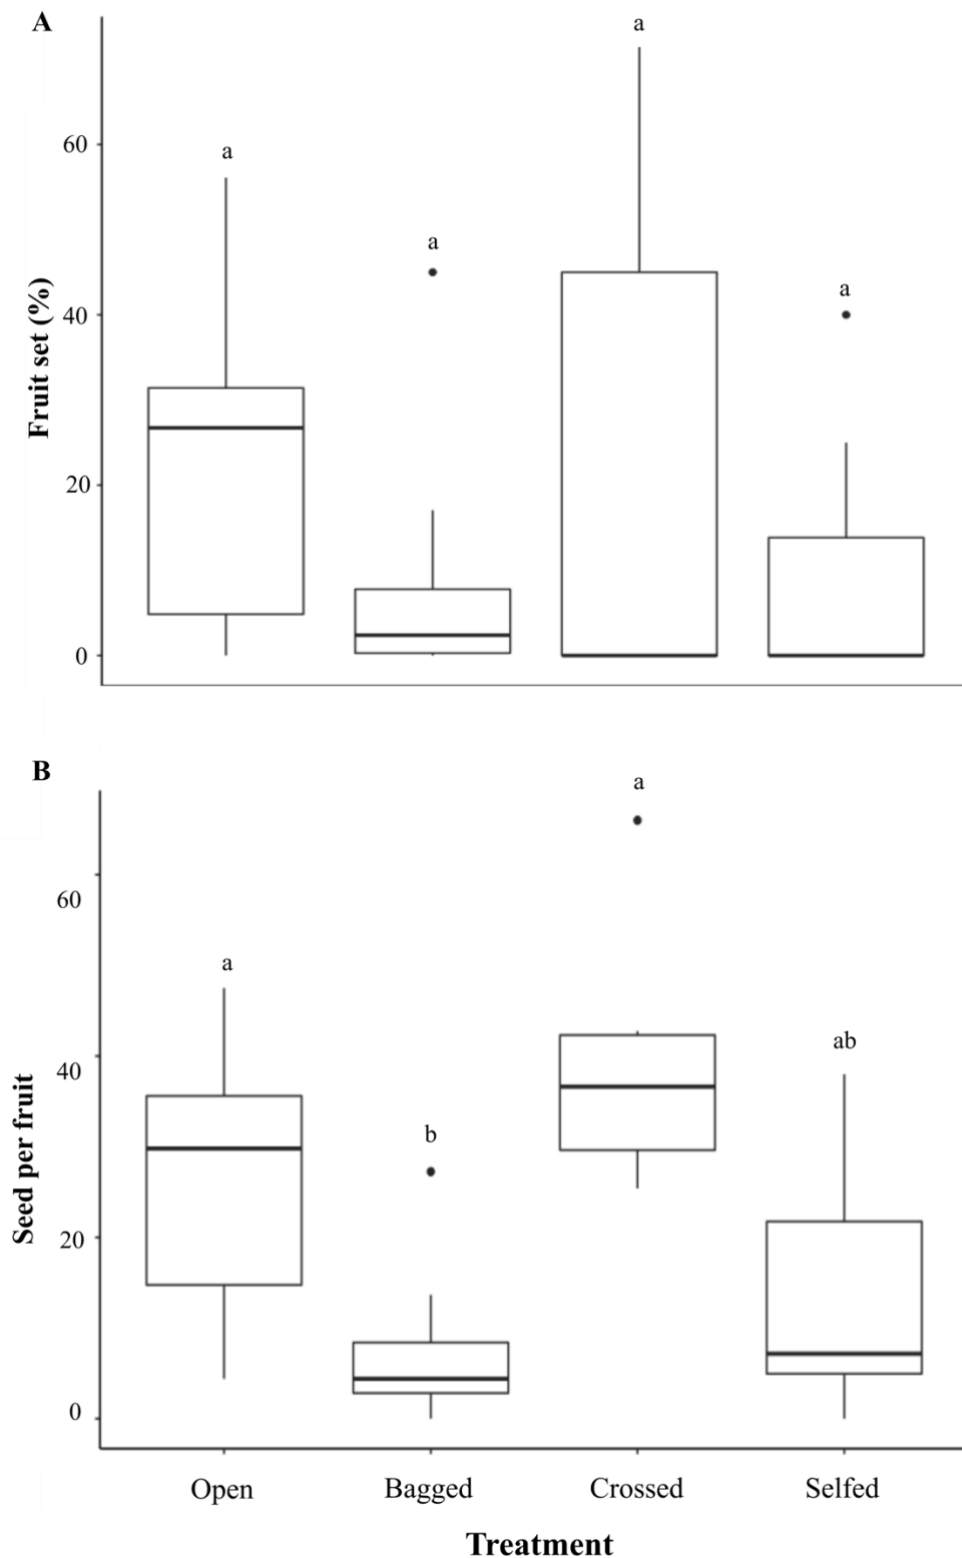 A
a
a
a
a
60
40
20
0
Fruit set (%)
B
a
a
b
ab
60
40
20
0
Seed per fruit
Open Bagged Crossed Selfed
Treatment